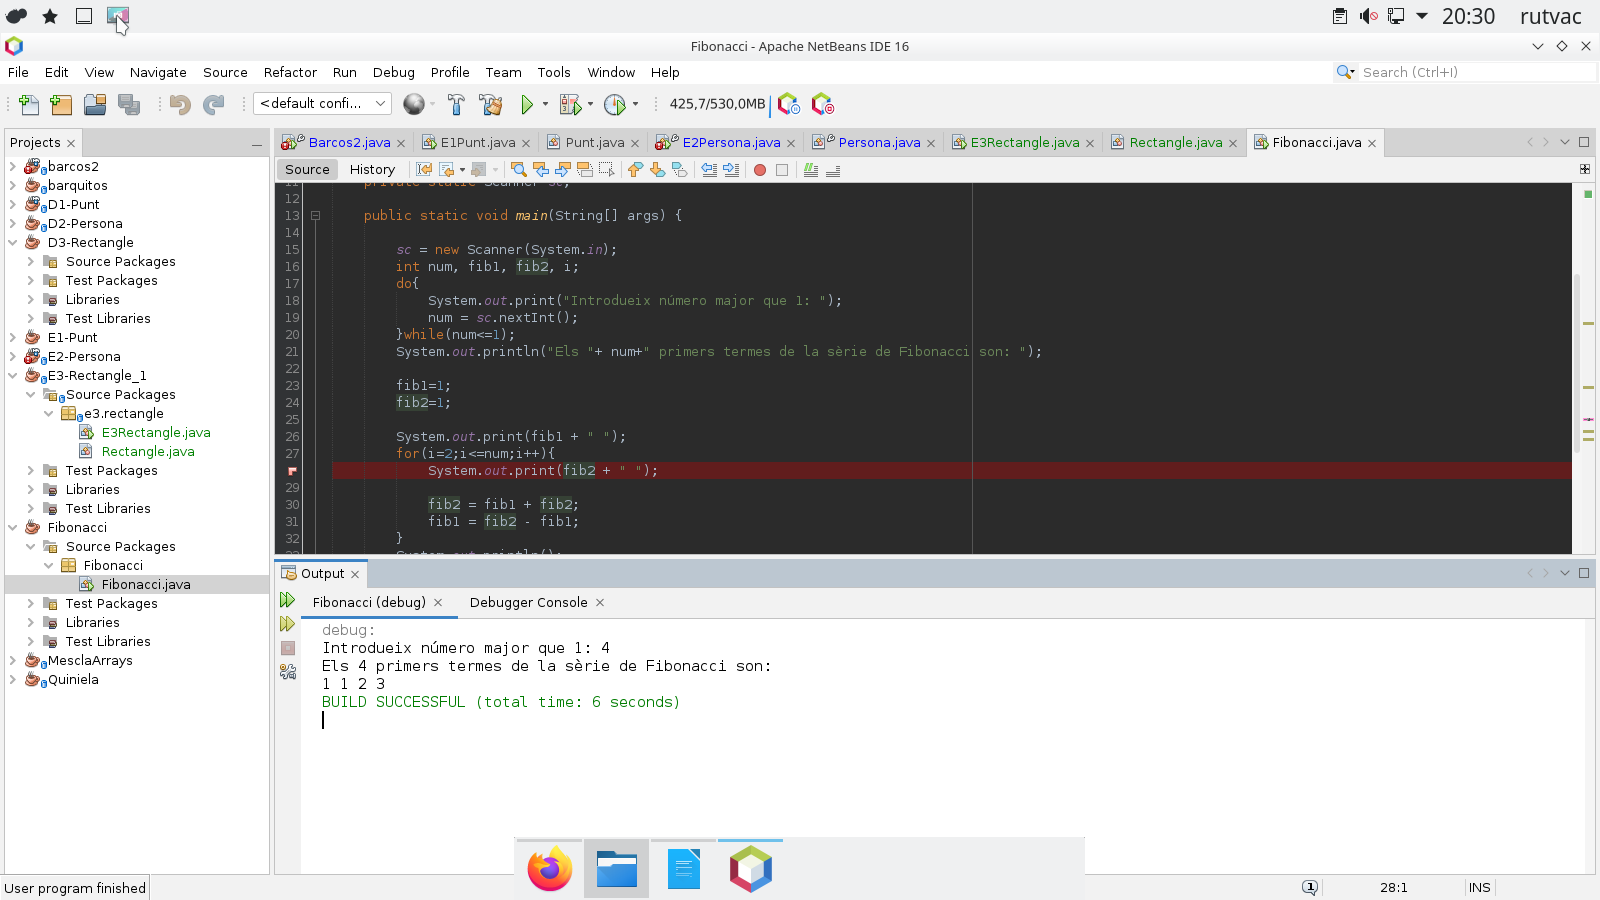 20:30 rutvac
Fibonacci - Apache NetBeans IDE 16
File Edit View Navigate Source Refactor Run Debug Profile Team Tools Window Help
Search (Ctrl+I)
<default confi...
425,7/530,0MB
Projects
Barcos2.java E1Punt.java Punt.java E2Persona.java Persona.java E3Rectangle.java Rectangle.java Fibonacci.java
Source History
barcos2
barquitos
D1-Punt
D2-Persona
D3-Rectangle
Source Packages
Test Packages
Libraries
Test Libraries
E1-Punt
E2-Persona
E3-Rectangle_1
Source Packages
e3.rectangle
E3Rectangle.java
Rectangle.java
Test Packages
Libraries
Test Libraries
Fibonacci
Source Packages
Fibonacci
Fibonacci.java
Test Packages
Libraries
Test Libraries
MesclaArrays
Quiniela
11 private static Scanner sc;
12
13 public static void main(String[] args) {
14
15 sc = new Scanner(System.in);
16 int num, fib1, fib2, i;
17 do{
18 System.out.print("Introdueix número major que 1: ");
19 num = sc.nextInt();
20 }while(num<=1);
21 System.out.println("Els "+ num+" primers termes de la sèrie de Fibonacci son: ");
22
23 fib1=1;
24 fib2=1;
25
26 System.out.print(fib1 + " ");
27 for(i=2;i<=num;i++){
System.out.print(fib2 + " ");
29
30 fib2 = fib1 + fib2;
31 fib1 = fib2 - fib1;
32 }
33 System.out.println();
Output
Fibonacci (debug) Debugger Console
debug:
Introdueix número major que 1: 4
Els 4 primers termes de la sèrie de Fibonacci son:
1 1 2 3
BUILD SUCCESSFUL (total time: 6 seconds)
User program finished
1
28:1
INS